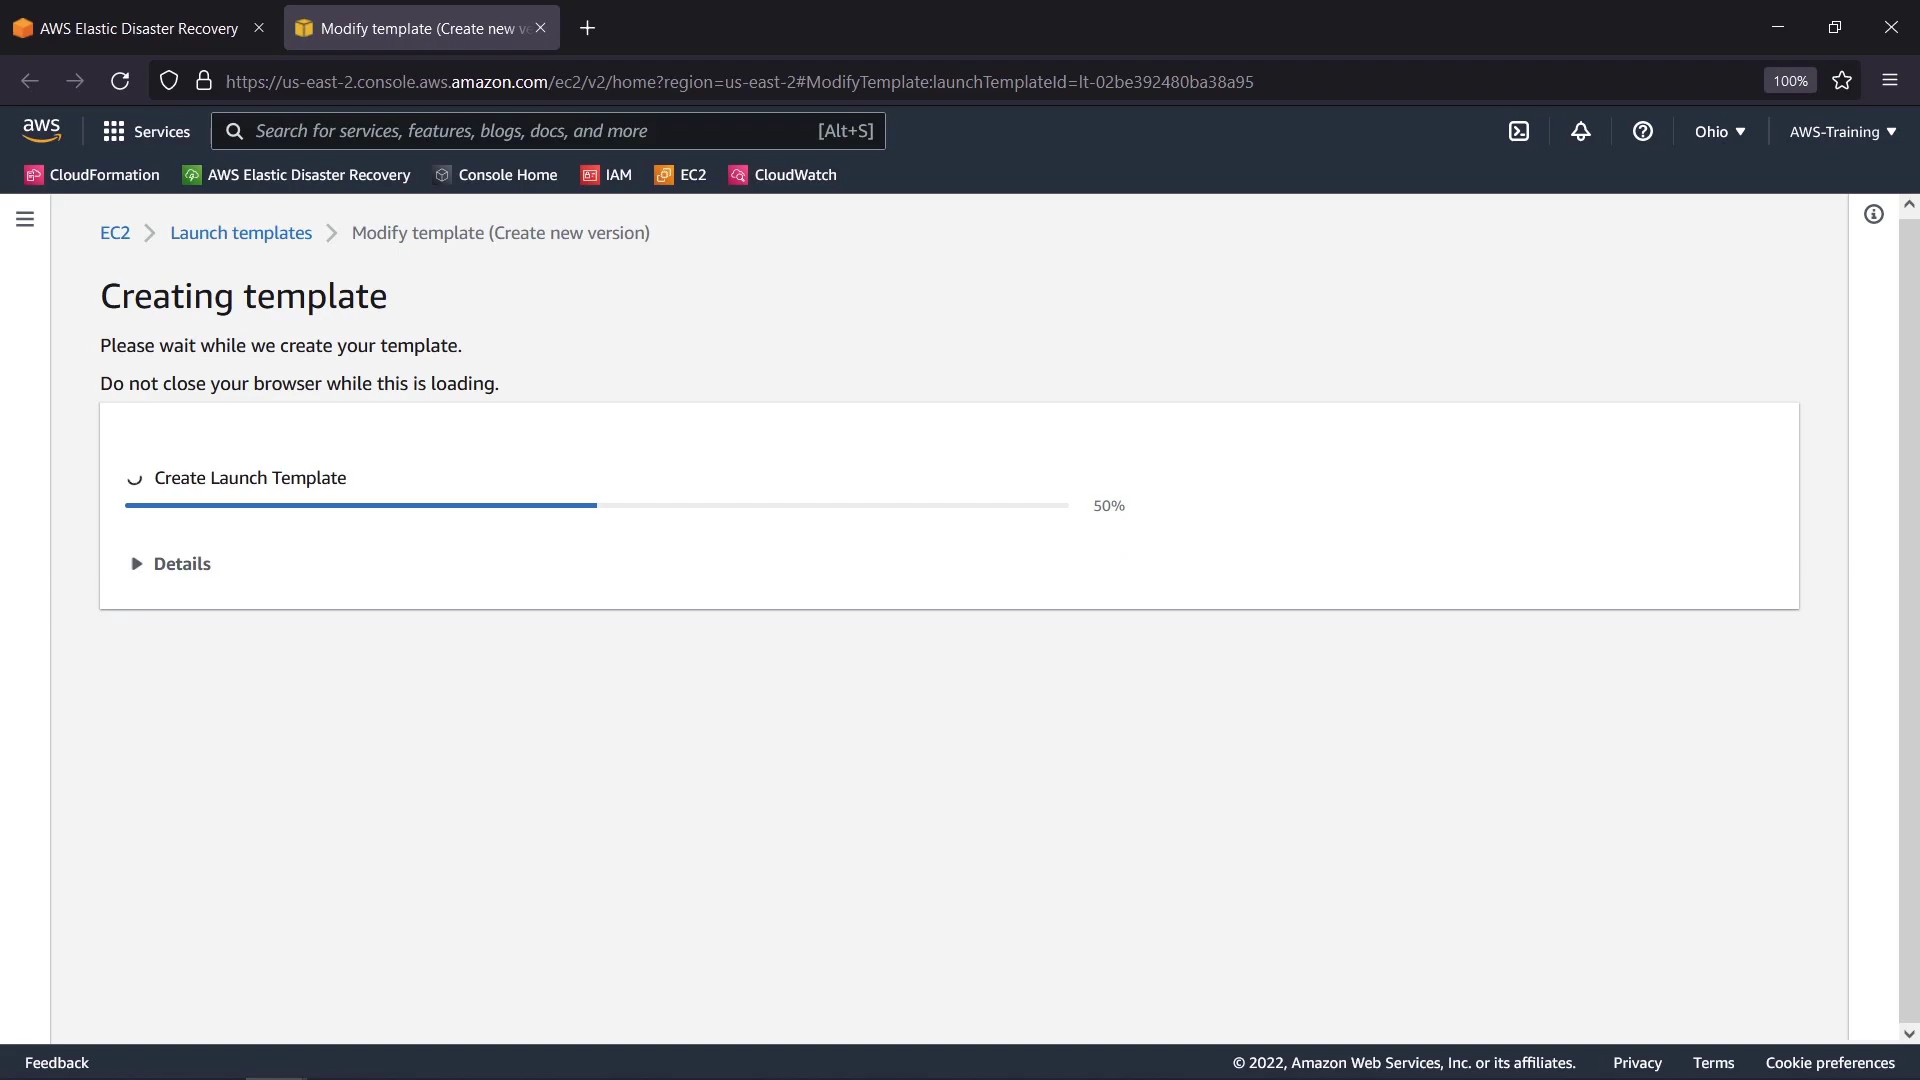 AWS Elastic Disaster Recovery
Modify template (Create new ve
https://us-east-2.console.aws.amazon.com/ec2/v2/home?region=us-east-2#ModifyTemplate:launchTemplateId=lt-02be392480ba38a95
100%
aws
Services
Search for services, features, blogs, docs, and more
[Alt+S]
Ohio ▼
AWS-Training ▼
CloudFormation
AWS Elastic Disaster Recovery
Console Home
IAM
EC2
CloudWatch
EC2
Launch templates
Modify template (Create new version)
Creating template
Please wait while we create your template.
Do not close your browser while this is loading.
Create Launch Template
50%
Details
Feedback
© 2022, Amazon Web Services, Inc. or its affiliates.
Privacy
Terms
Cookie preferences